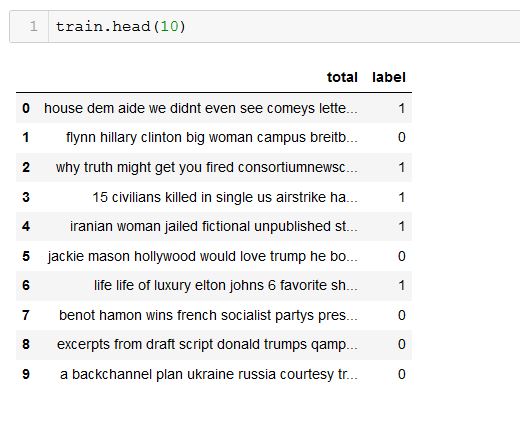 1 train.head(10)
total label
0 house dem aide we didnt even see comeys lette... 1
1 flynn hillary clinton big woman campus breitb... 0
2 why truth might get you fired consortiumnewsc... 1
3 15 civilians killed in single us airstrike ha... 1
4 iranian woman jailed fictional unpublished st... 1
5 jackie mason hollywood would love trump he bo... 0
6 life life of luxury elton johns 6 favorite sh... 1
7 benot hamon wins french socialist partys pres... 0
8 excerpts from draft script donald trumps qamp... 0
9 a backchannel plan ukraine russia courtesy tr... 0